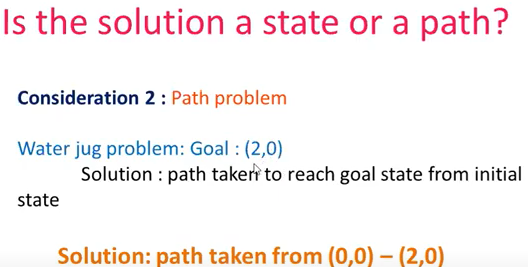 Is the solution a state or a path?
Consideration 2 : Path problem
Water jug problem: Goal : (2,0)
Solution : path taken to reach goal state from initial
state
Solution: path taken from (0,0) – (2,0)